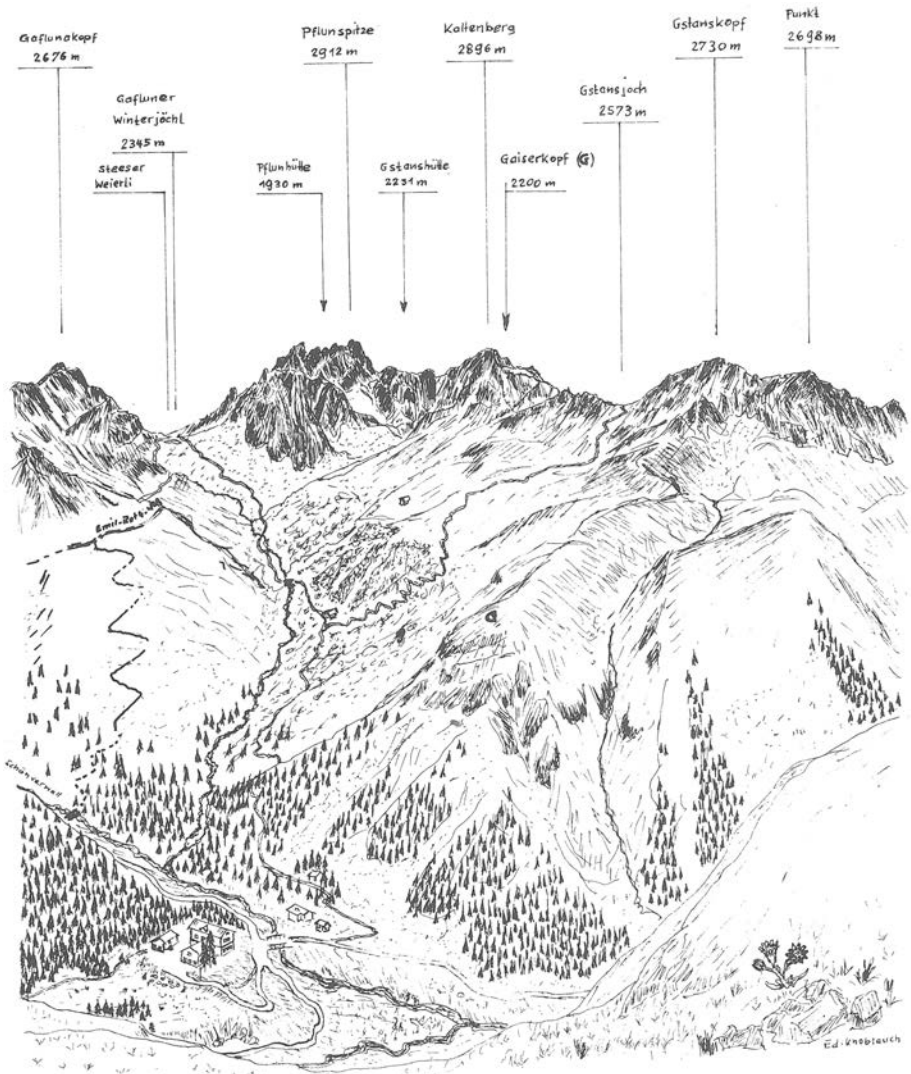 Gaflunakopf
2676 m
Gafluner
Winterjöchl
2345 m
Steeser
Weierli
Pflunspitze
2912 m
Pflunhütte
1930 m
Kaltenberg
2896 m
Gstanshütte
2231 m
Gaiserkopf (G)
2200 m
Gstansjoch
2573 m
Gstanskopf
2730 m
Punkt
2698 m
Emil-Roth-Weg
Schönverwall
G
Ed. Knoblauch